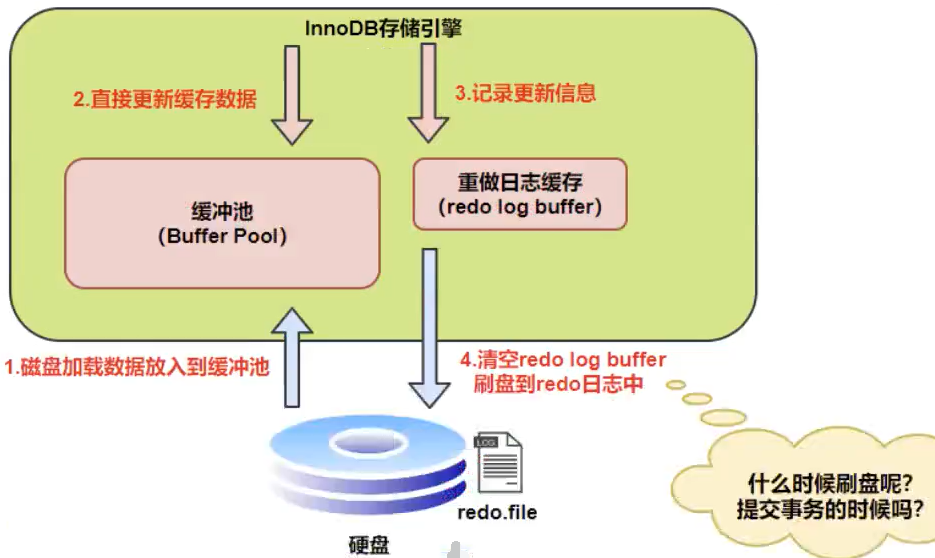 InnoDB存储引擎
2.直接更新缓存数据
3.记录更新信息
缓冲池
（Buffer Pool）
重做日志缓存
（redo log buffer）
1.磁盘加载数据放入到缓冲池
4.清空redo log buffer
刷盘到redo日志中
LOG
redo.file
硬盘
什么时候刷盘呢？
提交事务的时候吗？